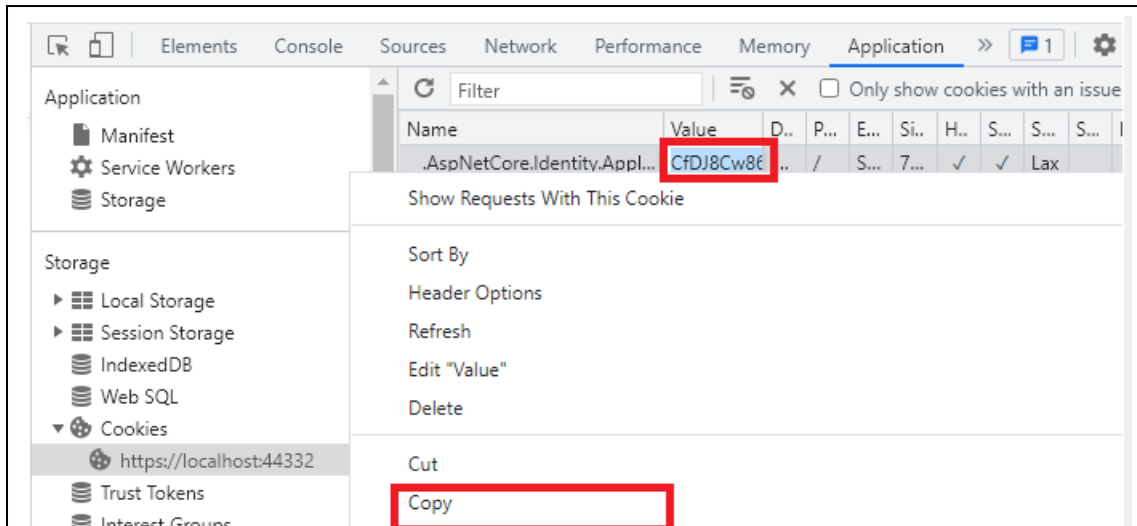 Elements Console Sources Network Performance Memory Application » 1
Application
Filter
Only show cookies with an issue
Manifest
Name Value D... P... E... Si... H... S... S... S...
Service Workers
.AspNetCore.Identity.Appl... CfDJ8Cw86 ... / S... 7... ✓ ✓ Lax
Storage
Show Requests With This Cookie
Sort By
Storage
Header Options
Local Storage
Session Storage
Refresh
IndexedDB
Edit "Value"
Web SQL
Delete
Cookies
https://localhost:44332
Cut
Trust Tokens
Copy
Interest Groups